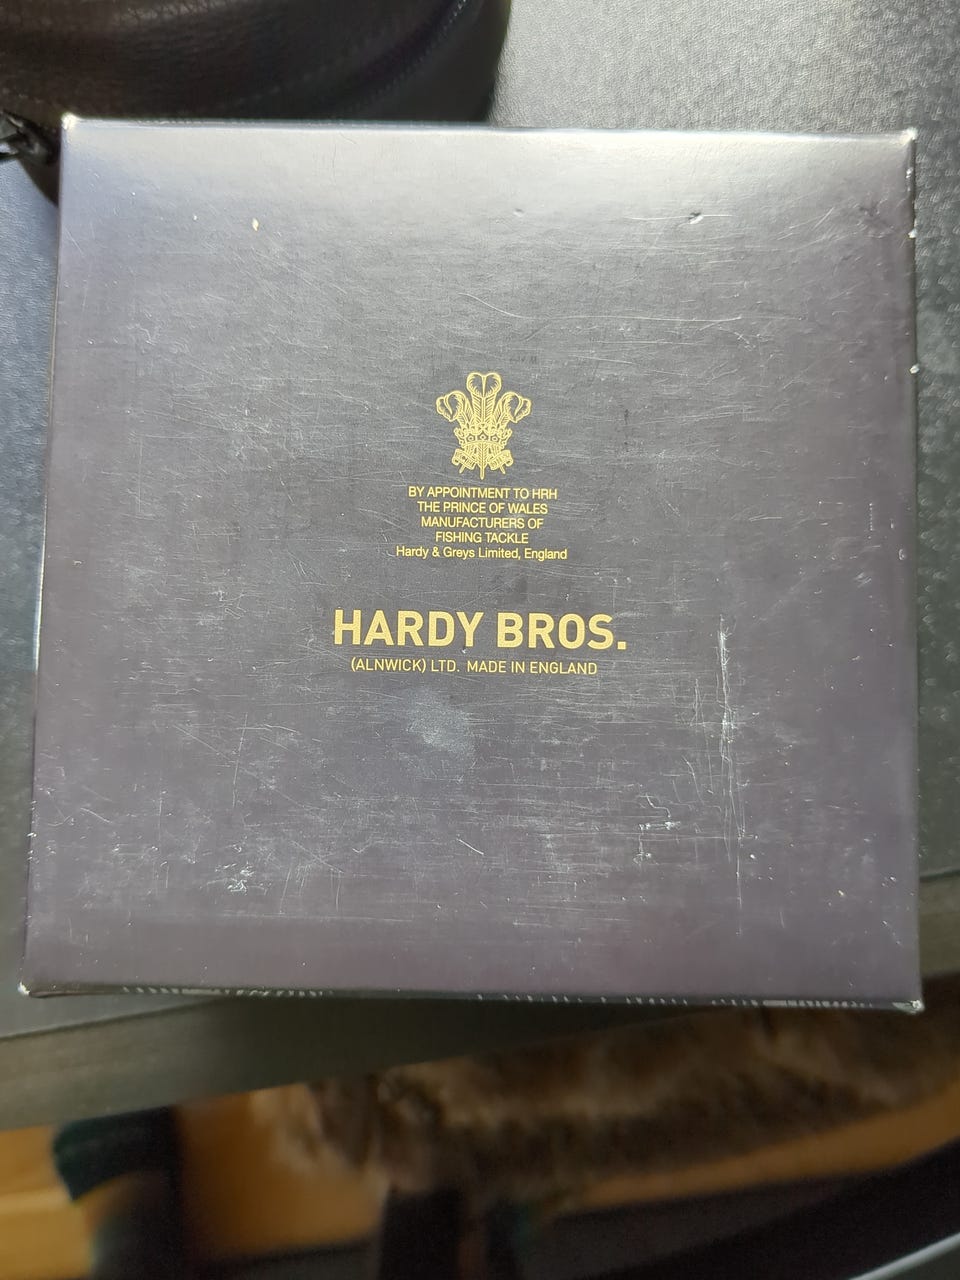 BY APPOINTMENT TO HRH
THE PRINCE OF WALES
MANUFACTURERS OF
FISHING TACKLE
Hardy & Greys Limited, England
HARDY BROS.
(ALNWICK) LTD. MADE IN ENGLAND